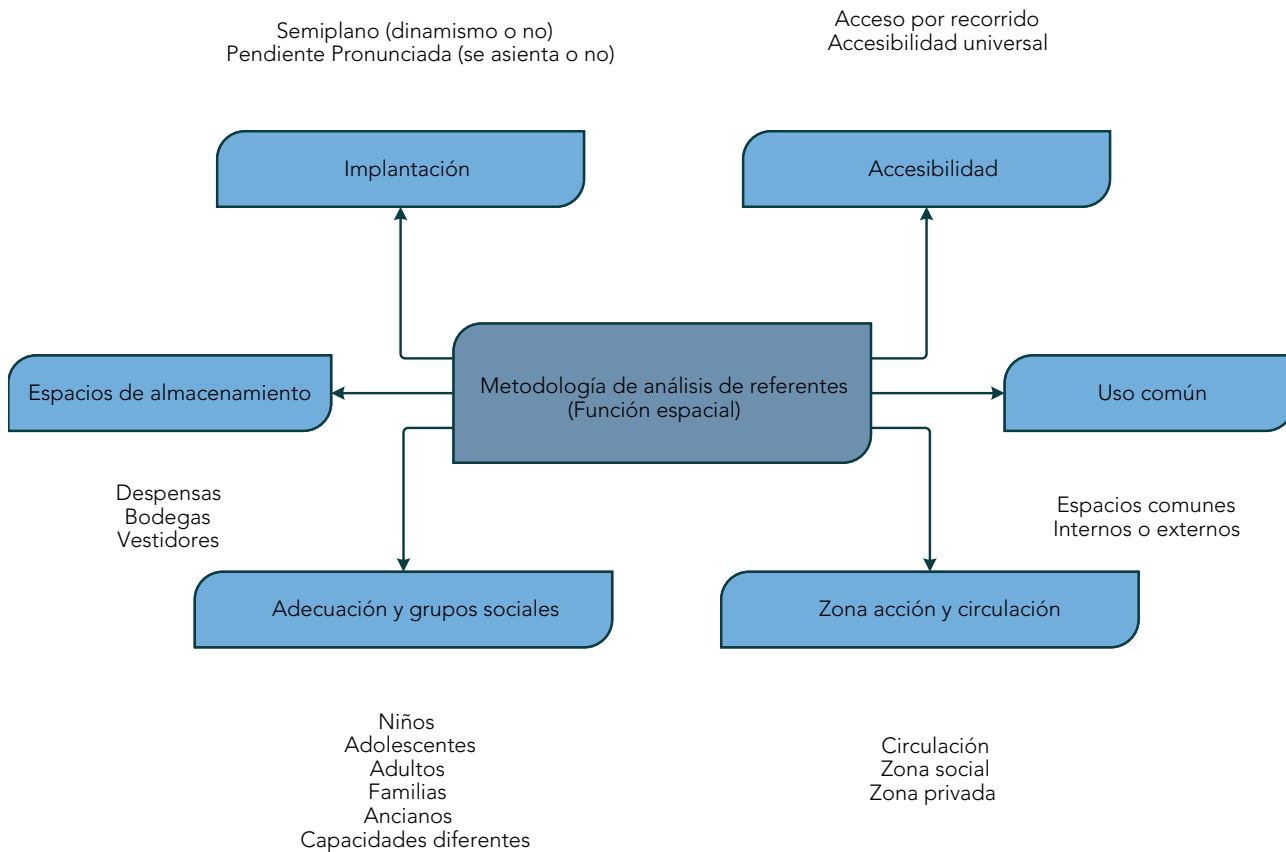 Semiplano (dinamismo o no)
Pendiente Pronunciada (se asienta o no)
Acceso por recorrido
Accesibilidad universal
Implantación
Accesibilidad
Espacios de almacenamiento
Metodología de análisis de referentes
(Función espacial)
Uso común
Despensas
Bodegas
Vestidores
Espacios comunes
Internos o externos
Adecuación y grupos sociales
Zona acción y circulación
Niños
Adolescentes
Adultos
Familias
Ancianos
Capacidades diferentes
Circulación
Zona social
Zona privada